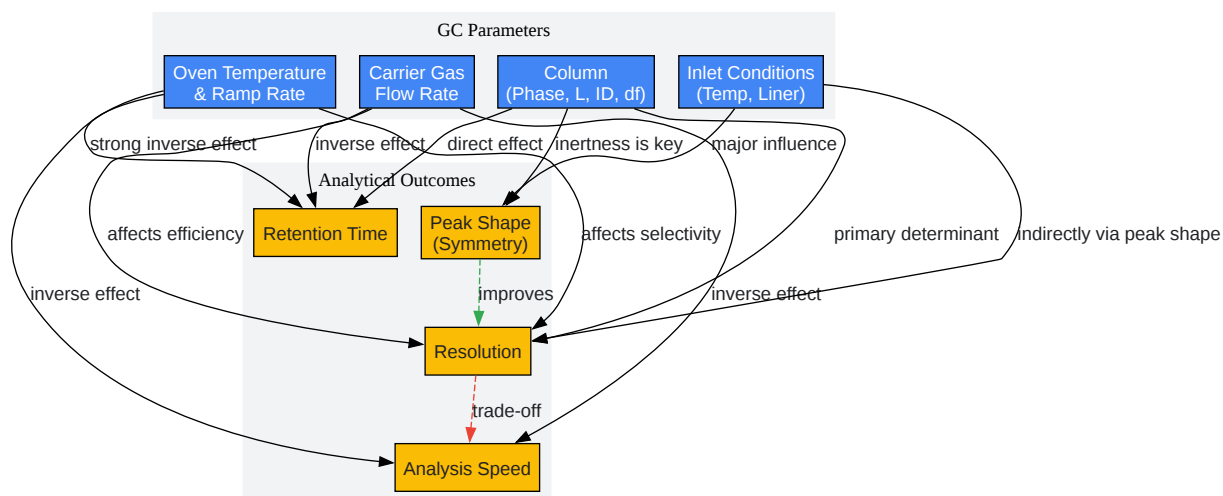 GC Parameters
Oven Temperature
& Ramp Rate
Carrier Gas
Flow Rate
Column
(Phase, L, ID, df)
Inlet Conditions
(Temp, Liner)
strong inverse effect
inverse effect
direct effect
inertness is key
major influence
Analytical Outcomes
Retention Time
Peak Shape
(Symmetry)
affects efficiency
affects selectivity
primary determinant
indirectly via peak shape
inverse effect
improves
inverse effect
Resolution
trade-off
Analysis Speed